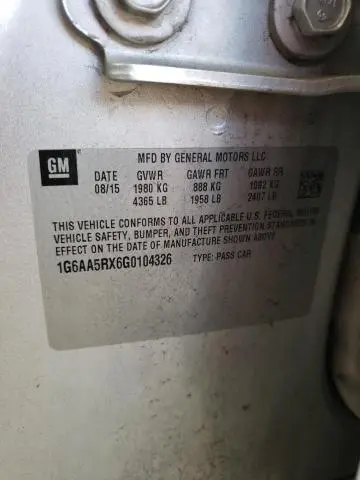 GM
MFD BY GENERAL MOTORS LLC
DATE GVWR GAWR FRT GAWR RR
08/15 1980 KG 888 KG 1092 KG
4365 LB 1958 LB 2407 LB
THIS VEHICLE CONFORMS TO ALL APPLICABLE U.S. FEDERAL MOTOR
VEHICLE SAFETY, BUMPER, AND THEFT PREVENTION STANDARDS IN
EFFECT ON THE DATE OF MANUFACTURE SHOWN ABOVE.
1G6AA5RX6G0104326 TYPE: PASS CAR